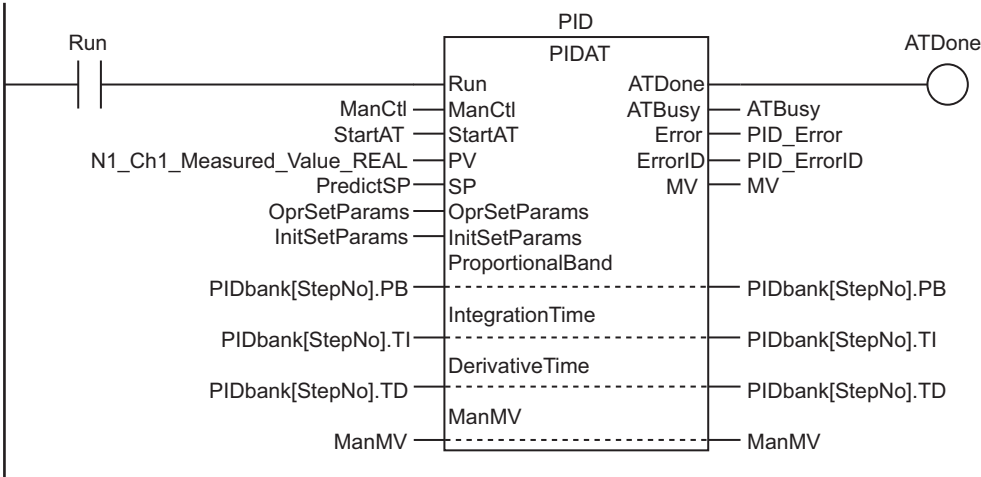 PID
Run
PIDAT
ATDone
Run
ATDone
ManCtl
ManCtl
ATBusy
ATBusy
StartAT
StartAT
Error
PID_Error
N1_Ch1_Measured_Value_REAL
PV
ErrorID
PID_ErrorID
PredictSP
SP
MV
MV
OprSetParams
OprSetParams
InitSetParams
InitSetParams
ProportionalBand
PIDbank[StepNo].PB
PIDbank[StepNo].PB
IntegrationTime
PIDbank[StepNo].TI
PIDbank[StepNo].TI
DerivativeTime
PIDbank[StepNo].TD
PIDbank[StepNo].TD
ManMV
ManMV
ManMV